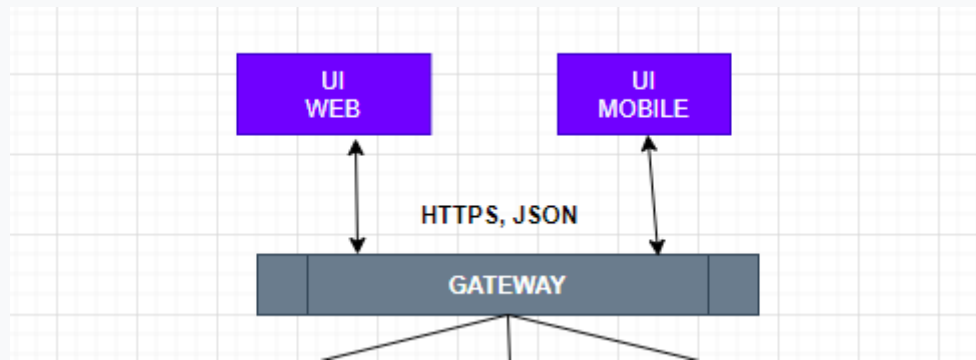 UI
WEB
UI
MOBILE
HTTPS, JSON
GATEWAY